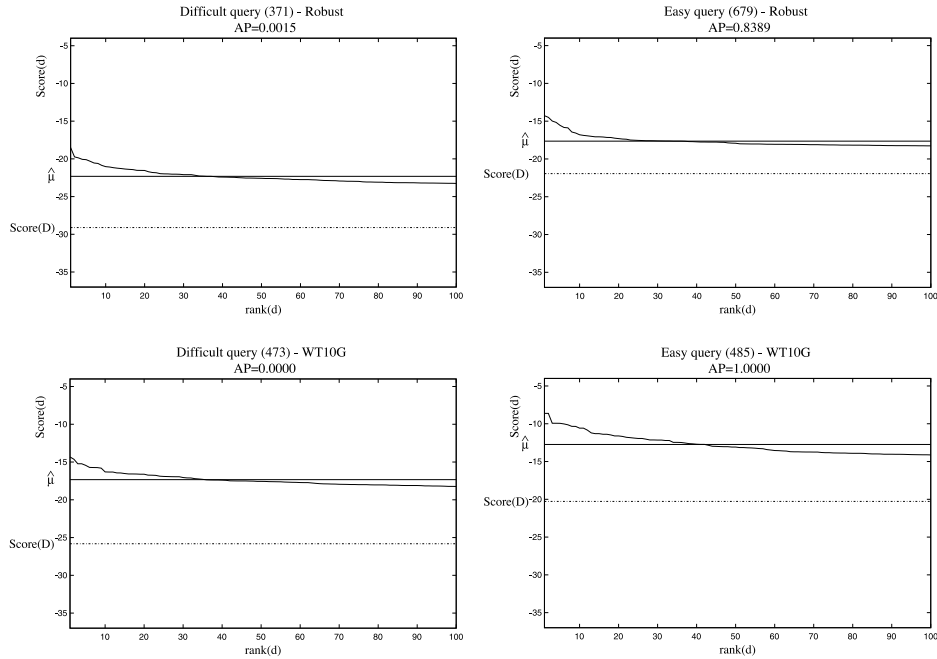 Difficult query (371) - Robust
AP=0.0015
Score(d)
-5
-10
-15
-20
μ̂
-25
Score(D)
-30
-35
10 20 30 40 50 60 70 80 90 100
rank(d)
Easy query (679) - Robust
AP=0.8389
Score(d)
-5
-10
-15
μ̂
-20
Score(D)
-25
-30
-35
10 20 30 40 50 60 70 80 90 100
rank(d)
Difficult query (473) - WT10G
AP=0.0000
Score(d)
-5
-10
-15
μ̂
-20
-25
Score(D)
-30
-35
10 20 30 40 50 60 70 80 90 100
rank(d)
Easy query (485) - WT10G
AP=1.0000
Score(d)
-5
-10
μ̂
-15
-20
Score(D)
-25
-30
-35
10 20 30 40 50 60 70 80 90 100
rank(d)